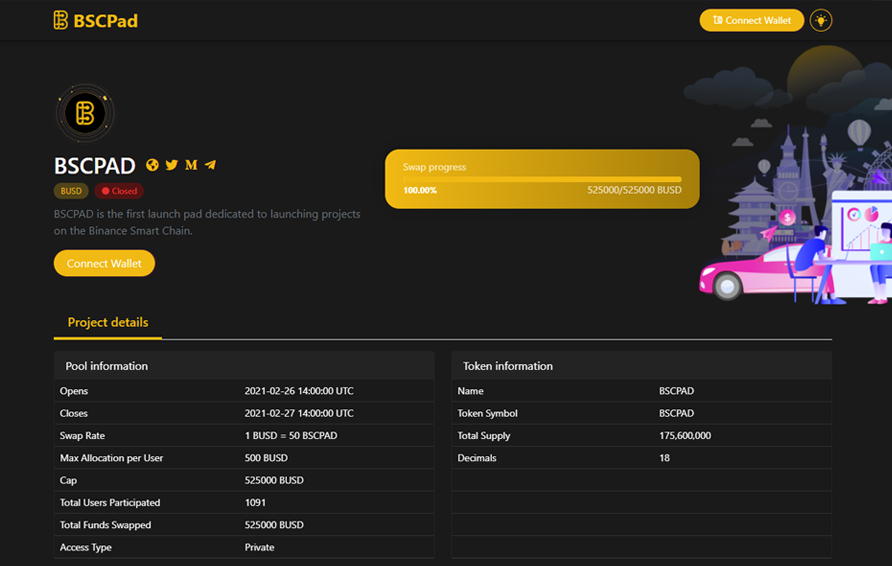 BSCPad
Connect Wallet
BSCPAD
M
BUSD
Closed
BSCPAD is the first launch pad dedicated to launching projects
on the Binance Smart Chain.
Connect Wallet
Swap progress
100.00% 525000/525000 BUSD
$
Project details
Pool information
Opens 2021-02-26 14:00:00 UTC
Closes 2021-02-27 14:00:00 UTC
Swap Rate 1 BUSD = 50 BSCPAD
Max Allocation per User 500 BUSD
Cap 525000 BUSD
Total Users Participated 1091
Total Funds Swapped 525000 BUSD
Access Type Private
Token information
Name BSCPAD
Token Symbol BSCPAD
Total Supply 175,600,000
Decimals 18